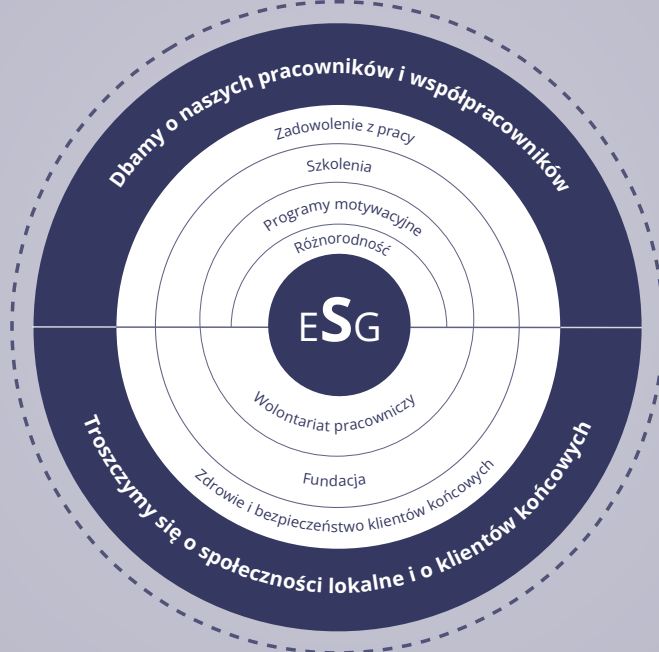 Dbamy o naszych pracowników i współpracowników
Zadowolenie z pracy
Szkolenia
Programy motywacyjne
Różnorodność
ESG
Wolontariat pracowniczy
Fundacja
Zdrowie i bezpieczeństwo klientów końcowych
Troszczymy się o społeczności lokalne i o klientów końcowych